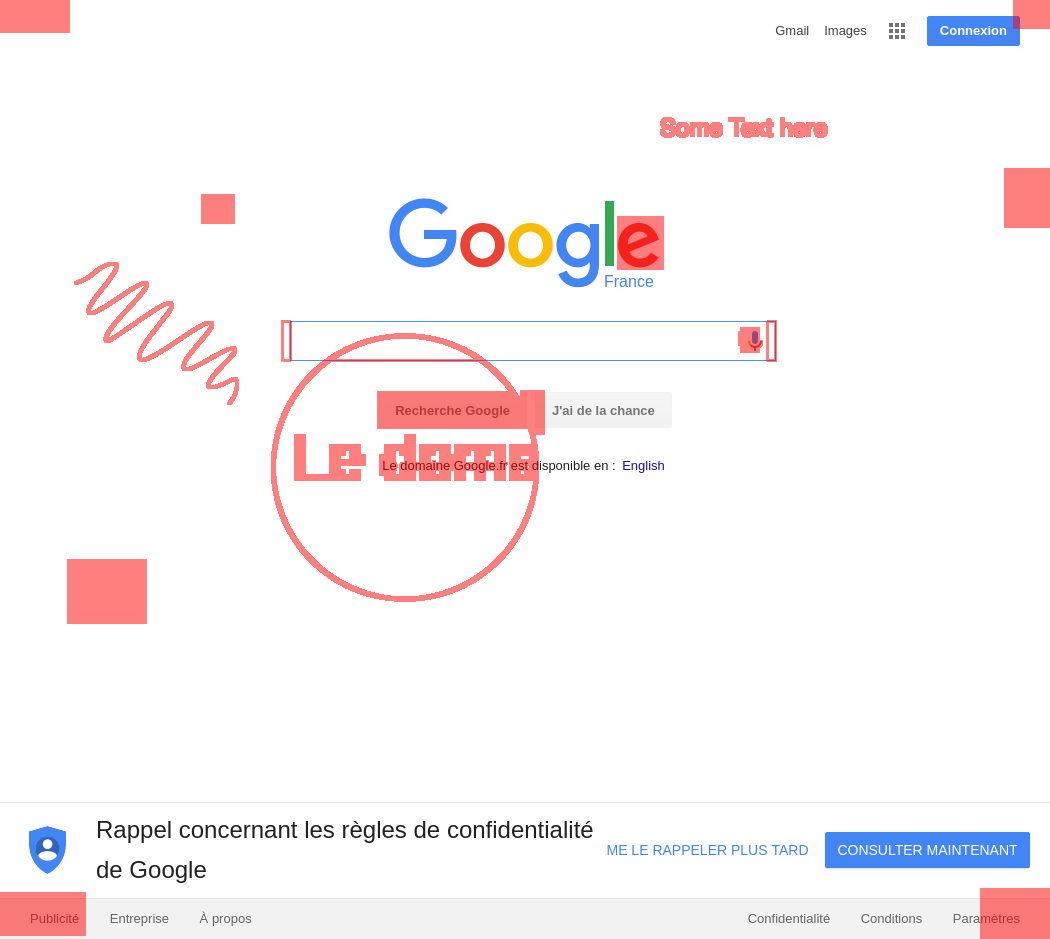 Gmail Images Connexion
Some Text here
Google
France
Recherche Google J'ai de la chance
Le dome
Le domaine Google.fr est disponible en : English
Rappel concernant les règles de confidentialité
de Google
ME LE RAPPELER PLUS TARD CONSULTER MAINTENANT
Publicité Entreprise À propos Confidentialité Conditions Paramètres